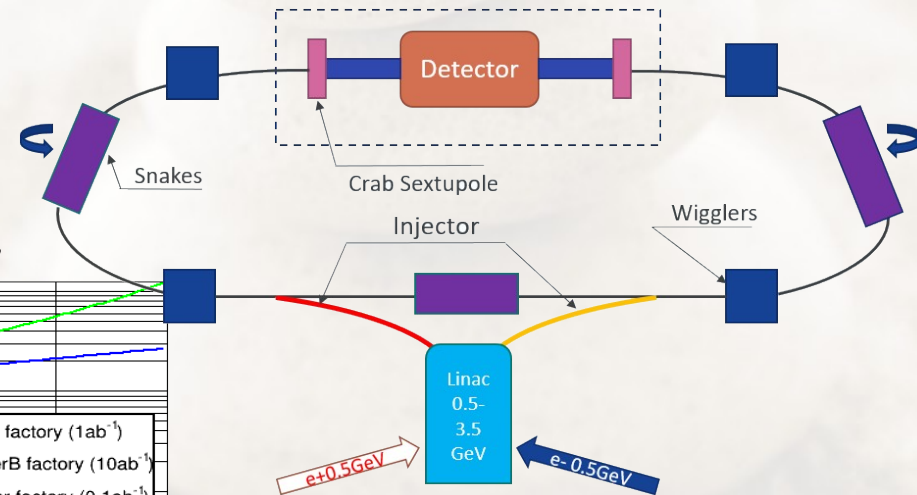 Detector
Snakes
Crab Sextupole
Injector
Wigglers
Linac
0.5-
3.5
GeV
e+0.5GeV
e- 0.5GeV
factory (1ab⁻¹)
factory (10ab⁻¹)